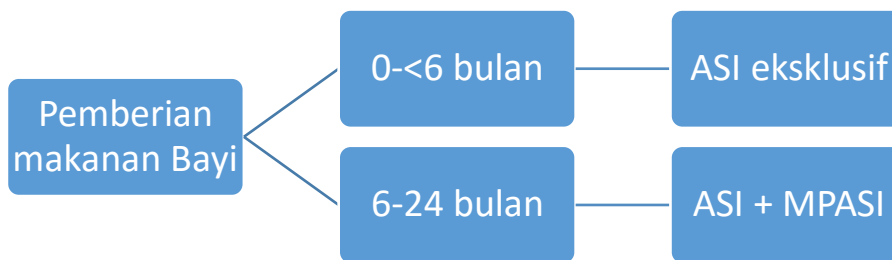 Pemberian
makanan Bayi
0-<6 bulan
ASI eksklusif
6-24 bulan
ASI + MPASI